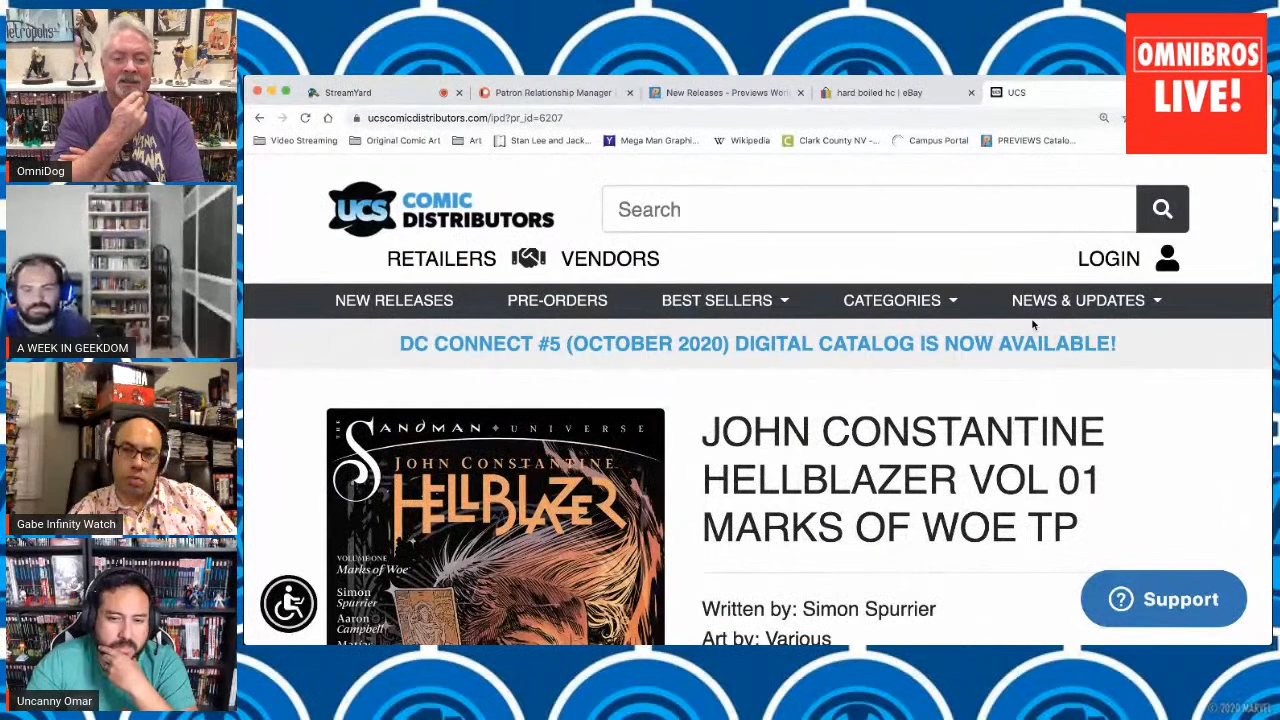 Metropolis
OmniDog
A WEEK IN GEEKDOM
Gabe Infinity Watch
Uncanny Omar
OMNIBROS
LIVE!
StreamYard
Patron Relationship Manager
New Releases - Previews Worl
hard boiled hc | eBay
UCS
ucscomicdistributors.com/ipd?pr_id=6207
Video Streaming
Original Comic Art
Art
Stan Lee and Jack...
Mega Man Graphi...
Wikipedia
Clark County NV -...
Campus Portal
PREVIEWS Catalo...
UCS COMIC
DISTRIBUTORS
Search
RETAILERS VENDORS
LOGIN
NEW RELEASES PRE-ORDERS BEST SELLERS CATEGORIES NEWS & UPDATES
DC CONNECT #5 (OCTOBER 2020) DIGITAL CATALOG IS NOW AVAILABLE!
THE SANDMAN UNIVERSE
JOHN CONSTANTINE
HELLBLAZER
VOLUME ONE
Marks of Woe
Simon
Spurrier
Aaron
Campbell
JOHN CONSTANTINE
HELLBLAZER VOL 01
MARKS OF WOE TP
Written by: Simon Spurrier
Art by: Various
Support
© 2020 MARVEL